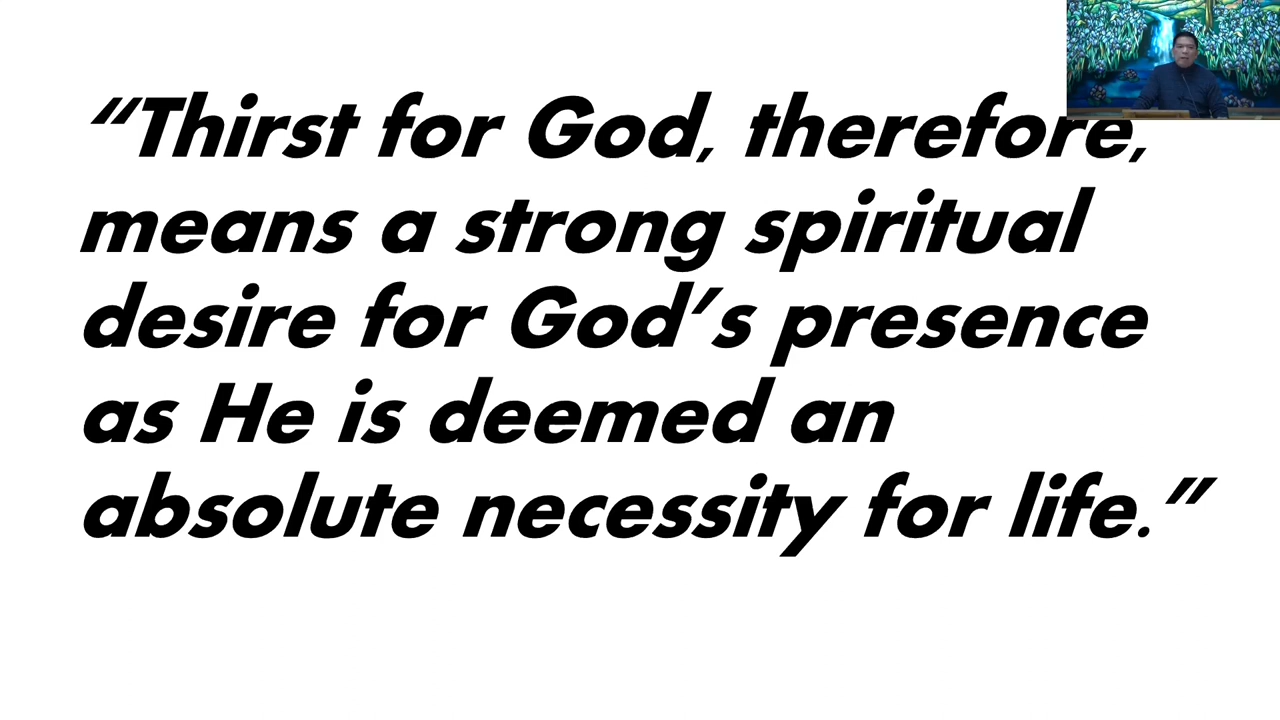 “Thirst for God, therefore,
means a strong spiritual
desire for God’s presence
as He is deemed an
absolute necessity for life.”